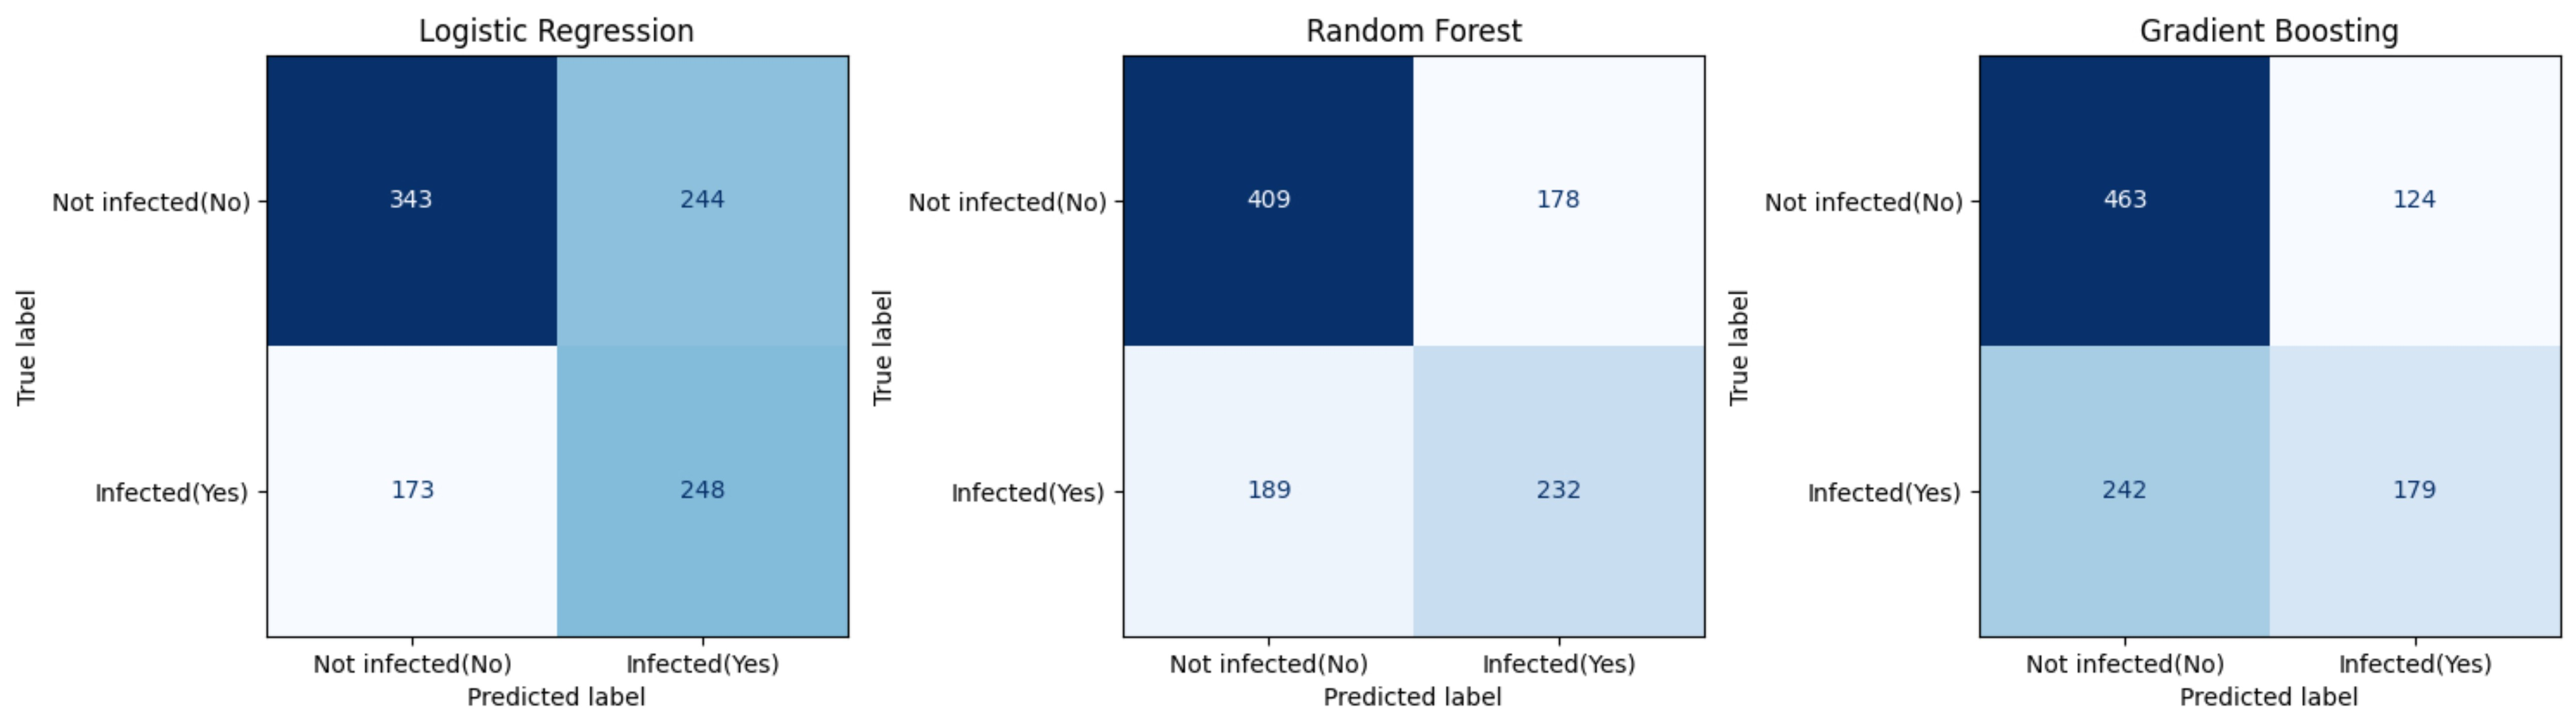 Logistic Regression
True label
Not infected(No)
343
244
Infected(Yes)
173
248
Not infected(No)
Infected(Yes)
Predicted label
Random Forest
True label
Not infected(No)
409
178
Infected(Yes)
189
232
Not infected(No)
Infected(Yes)
Predicted label
Gradient Boosting
True label
Not infected(No)
463
124
Infected(Yes)
242
179
Not infected(No)
Infected(Yes)
Predicted label